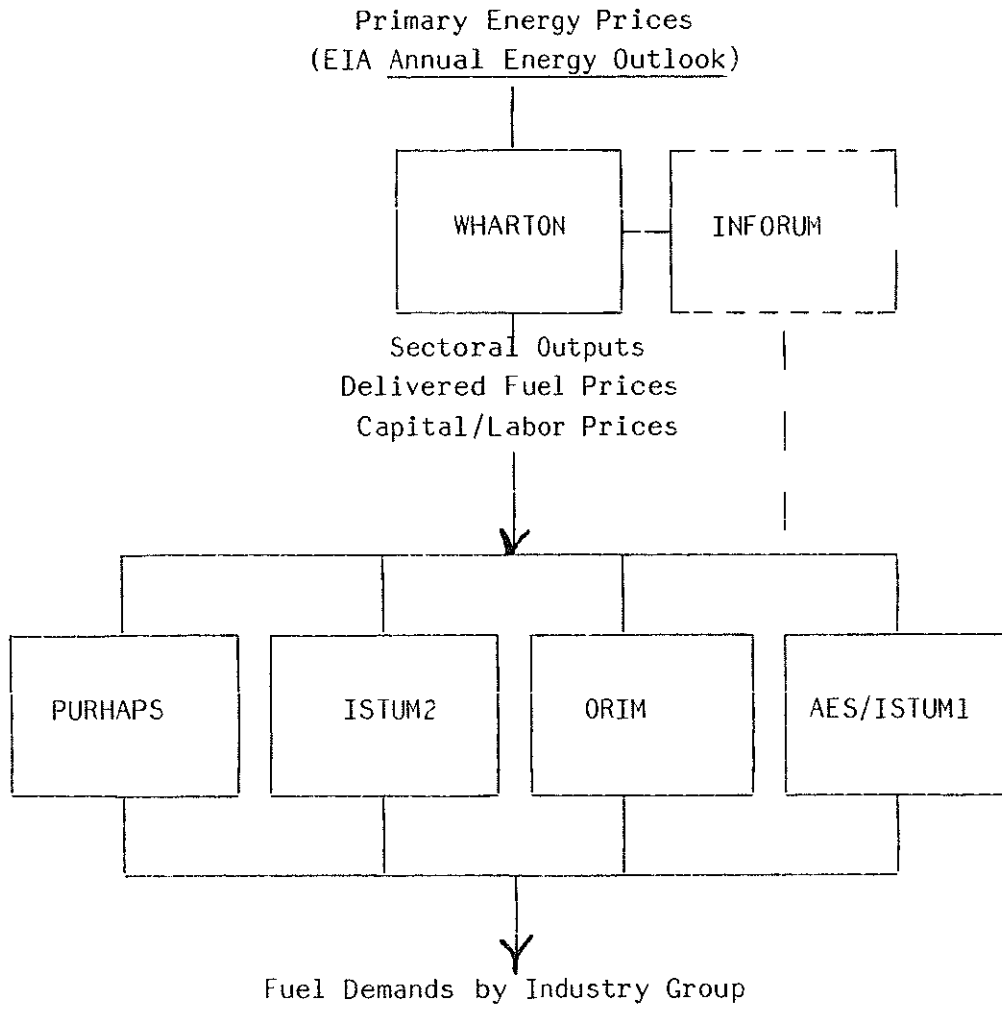 Primary Energy Prices
(EIA Annual Energy Outlook)
WHARTON
INFORUM
Sectoral Outputs
Delivered Fuel Prices
Capital/Labor Prices
PURHAPS
ISTUM2
ORIM
AES/ISTUM1
Fuel Demands by Industry Group